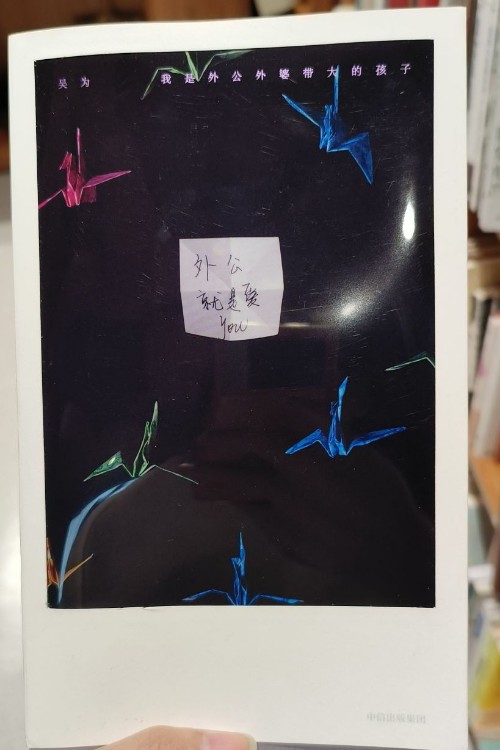 吴为 我是外公外婆带大的孩子
外公
就是爱
you
中信出版集团